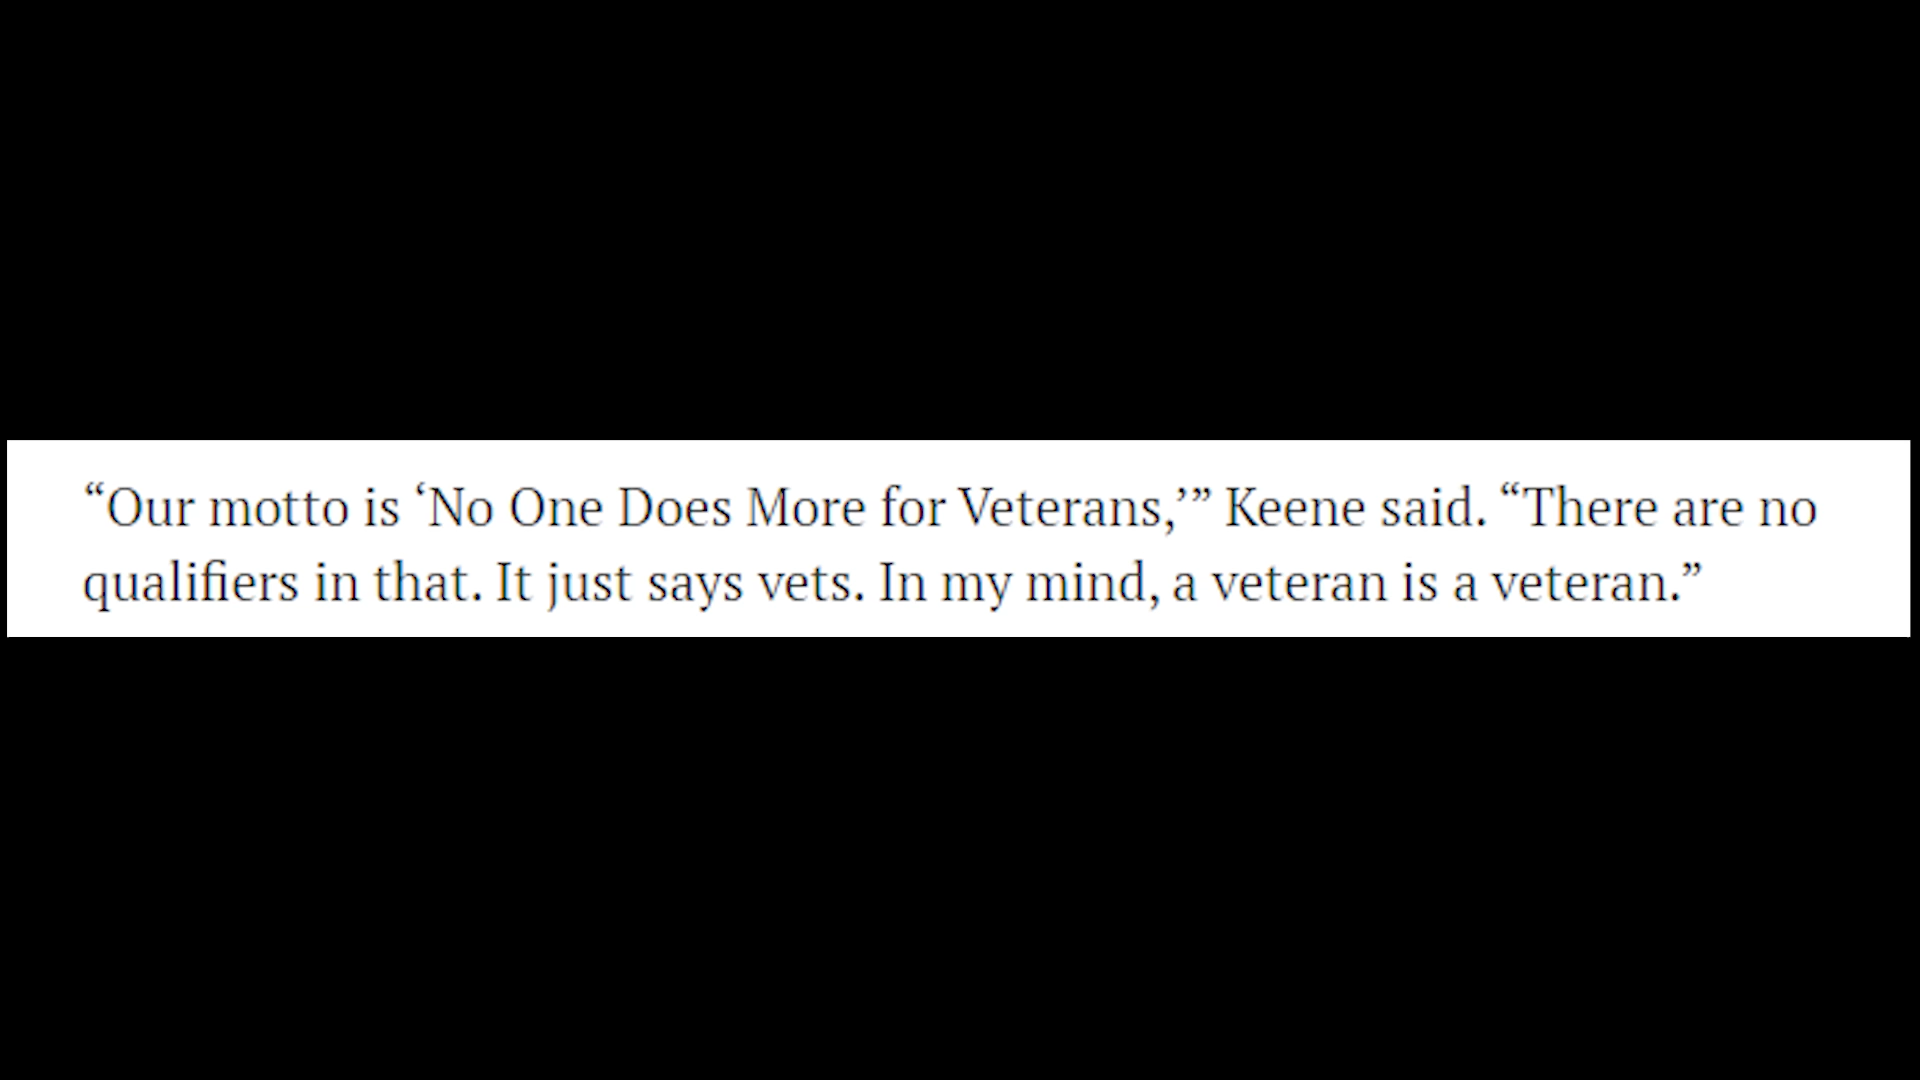 “Our motto is ‘No One Does More for Veterans,’” Keene said. “There are no
qualifiers in that. It just says vets. In my mind, a veteran is a veteran.”